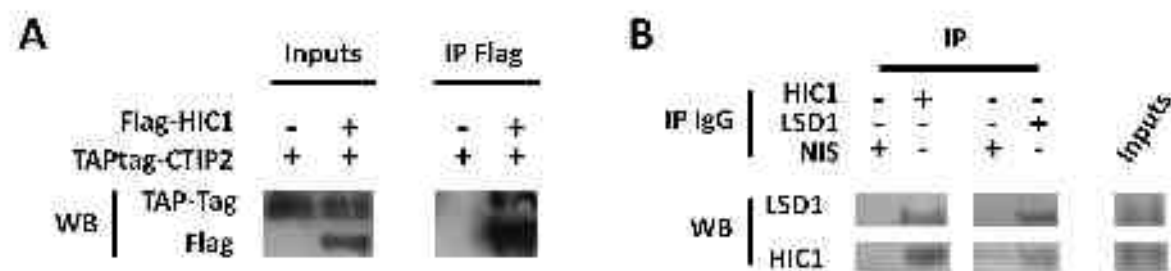 A
Inputs IP Flag
Flag-HIC1 - + - +
TAPtag-CTIP2 + + + +
WB
TAP-Tag
Flag
B
IP
IP IgG
HIC1 - + - -
LSD1 - - - +
NIS + - + -
Inputs
WB
LSD1
HIC1